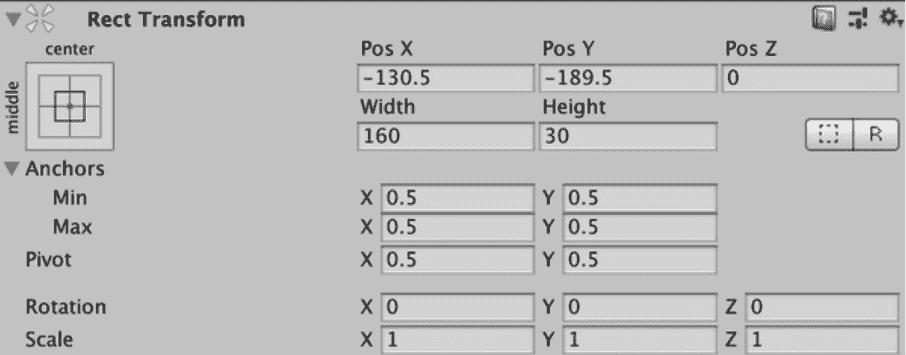 Rect Transform
center
middle
Pos X Pos Y Pos Z
-130.5 -189.5 0
Width Height
160 30
R
Anchors
Min X 0.5 Y 0.5
Max X 0.5 Y 0.5
Pivot X 0.5 Y 0.5
Rotation X 0 Y 0 Z 0
Scale X 1 Y 1 Z 1